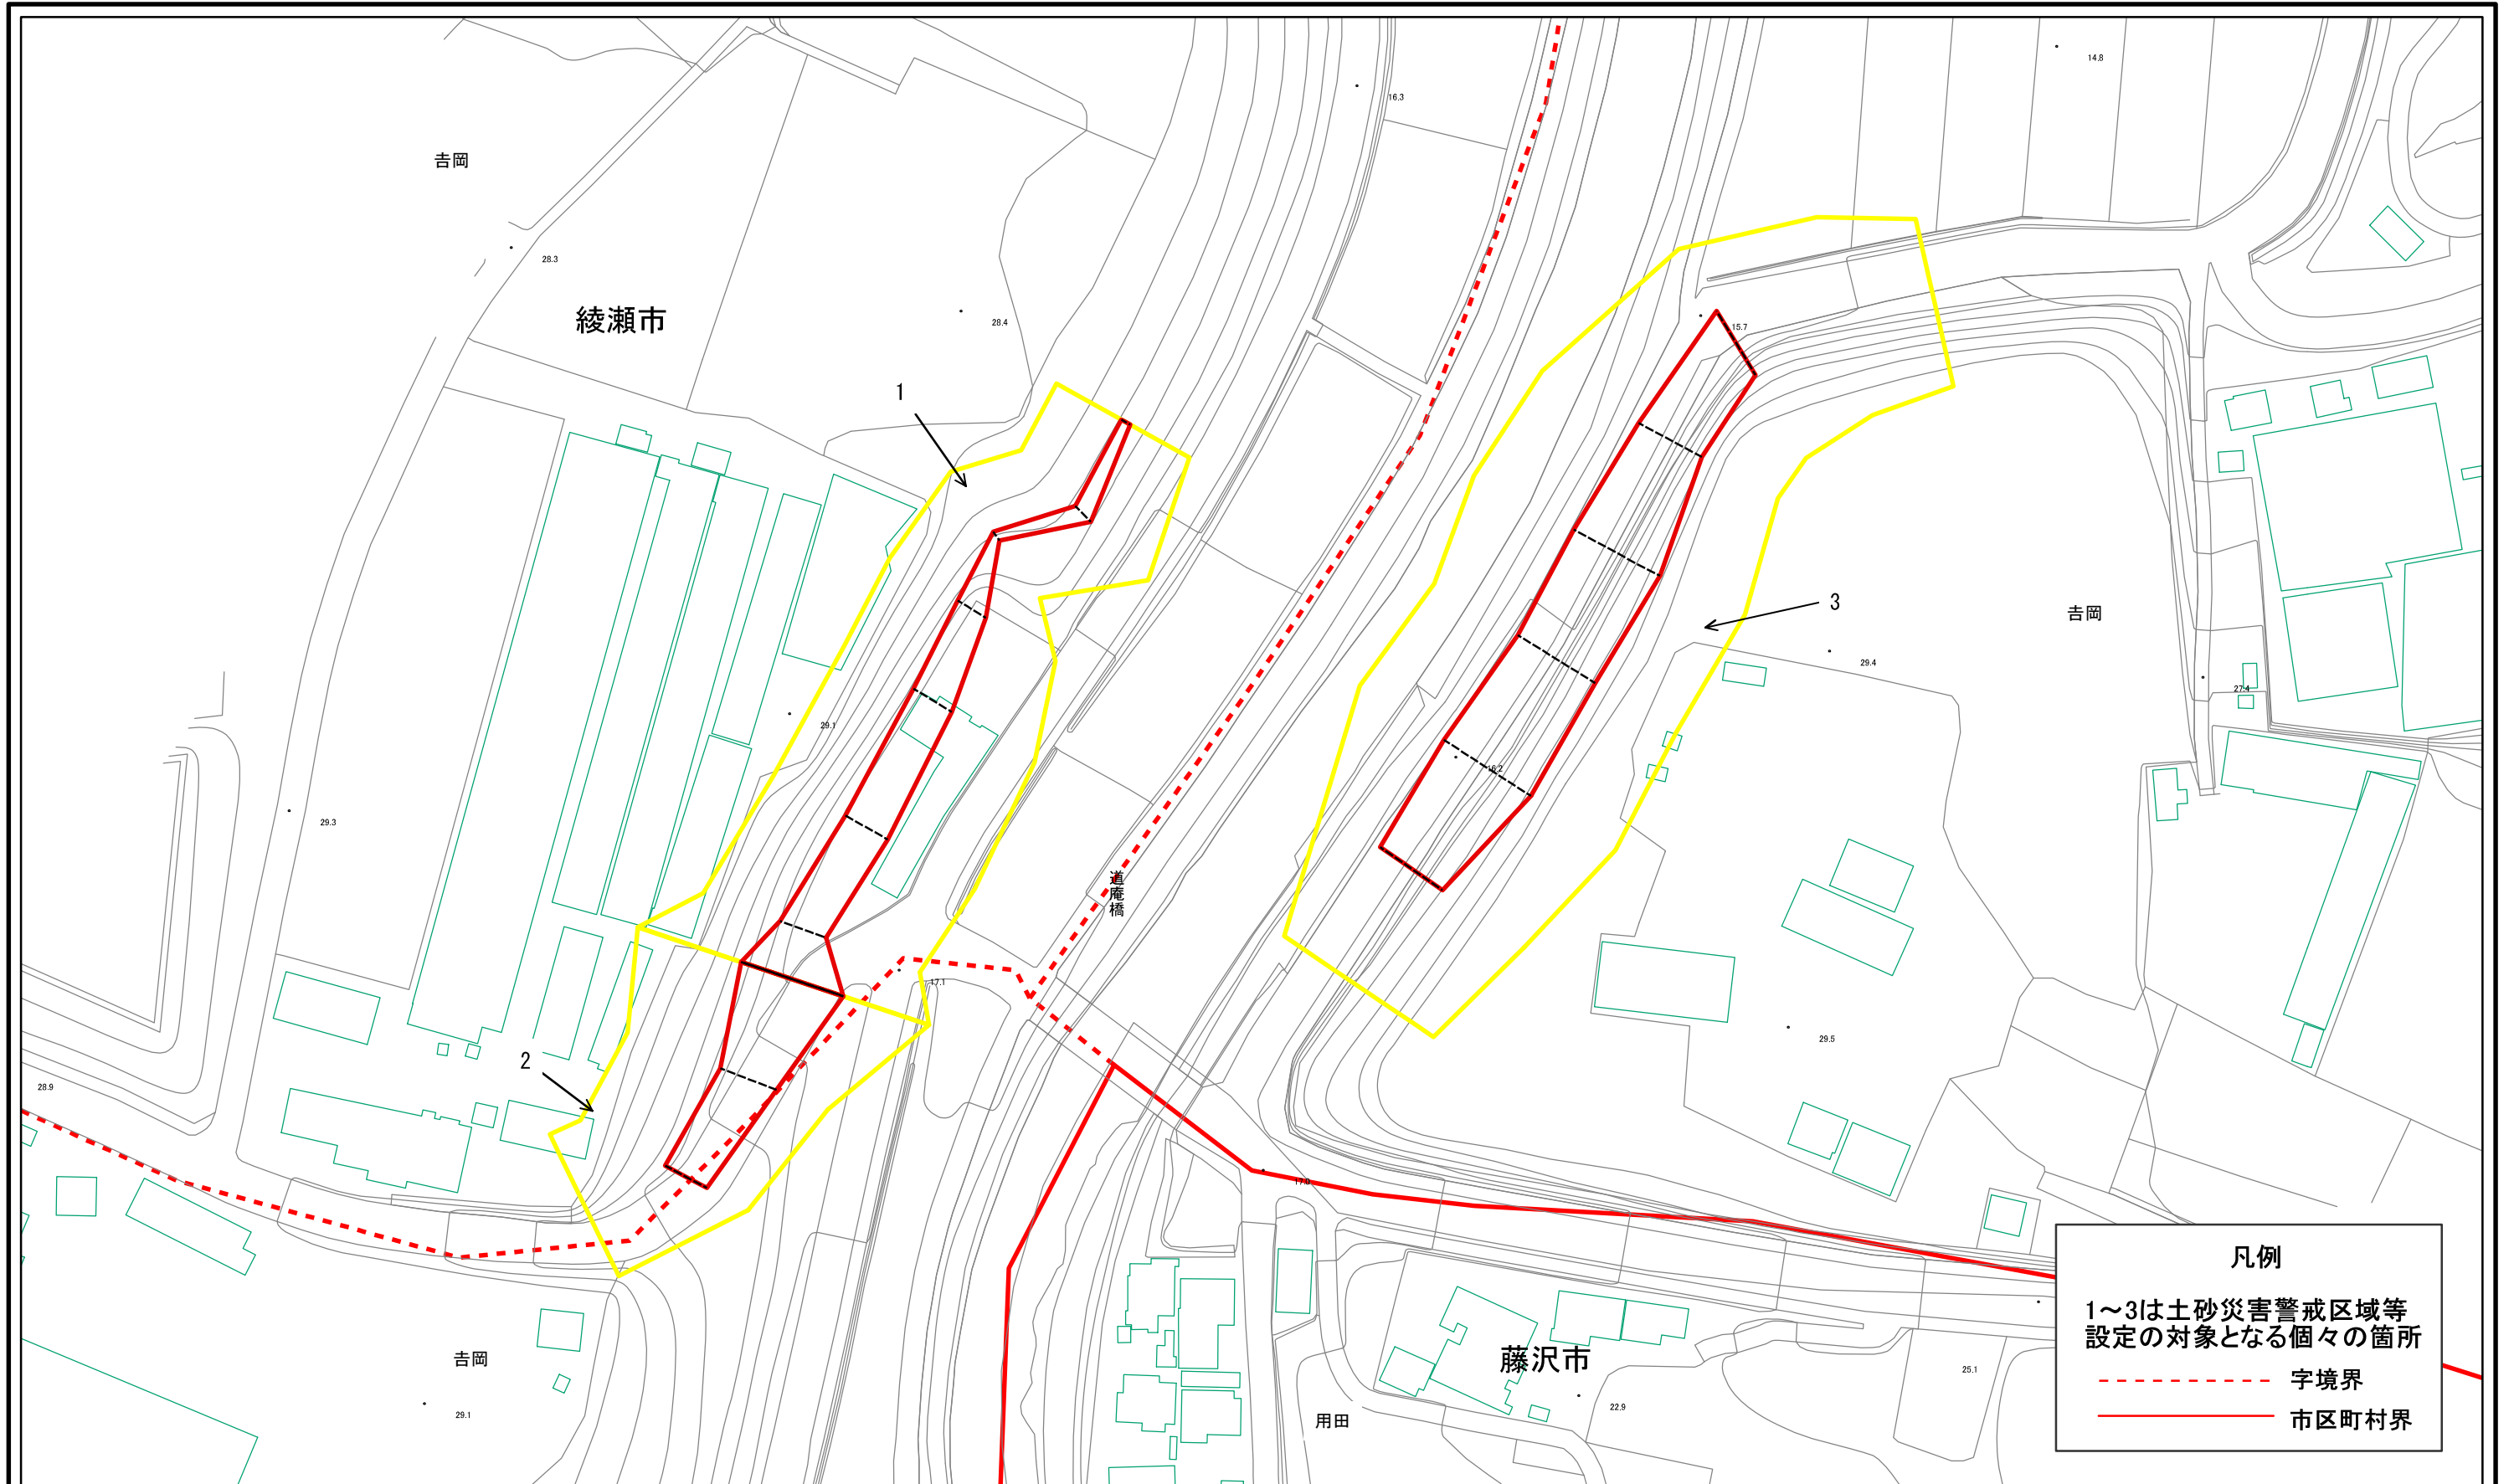 14.8
16.3
吉岡
28.3
綾瀬市
28.4
15.7
1
3
吉岡
29.4
27.4
29.1
16.2
29.3
道庵橋
17.1
29.5
2
28.9
17.9
凡例
1～3は土砂災害警戒区域等
設定の対象となる個々の箇所
字境界
市区町村界
吉岡
藤沢市
25.1
22.9
29.1
用田